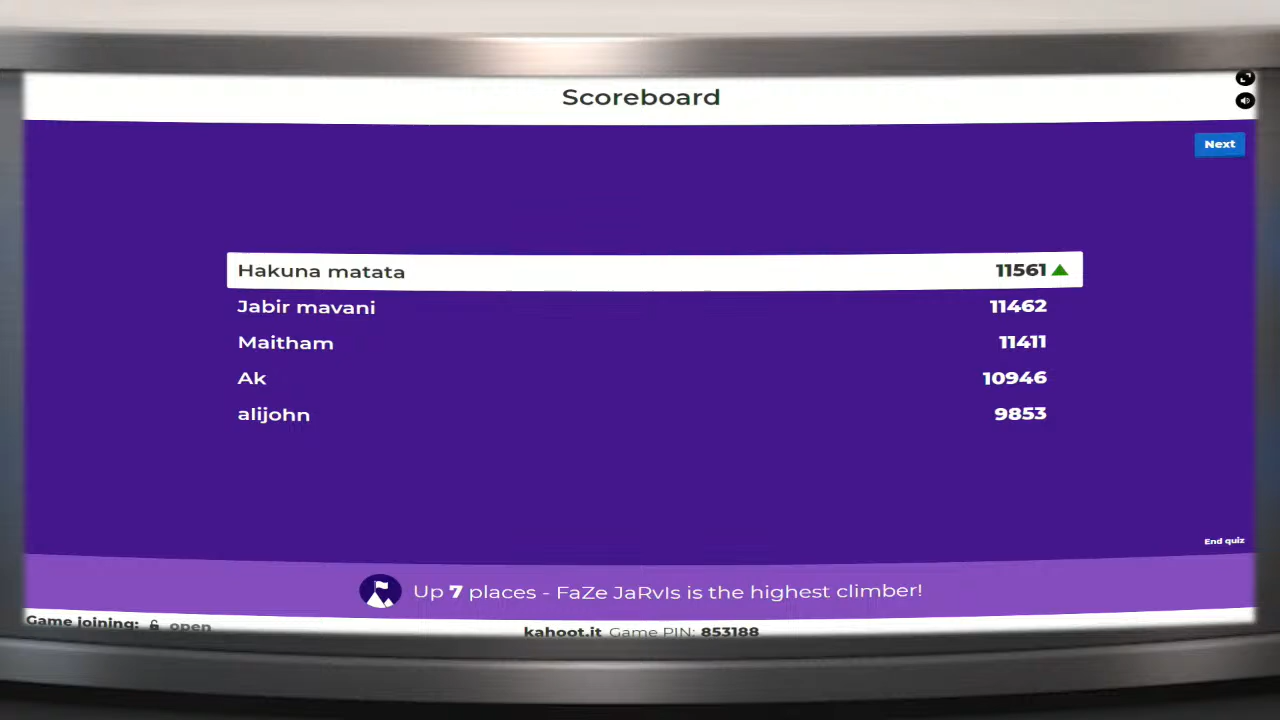 Scoreboard
Next
Hakuna matata 11561
Jabir mavani 11462
Maitham 11411
Ak 10946
alijohn 9853
End quiz
Up 7 places - FaZe JaRvIs is the highest climber!
Game joining: open
kahoot.it Game PIN: 853188